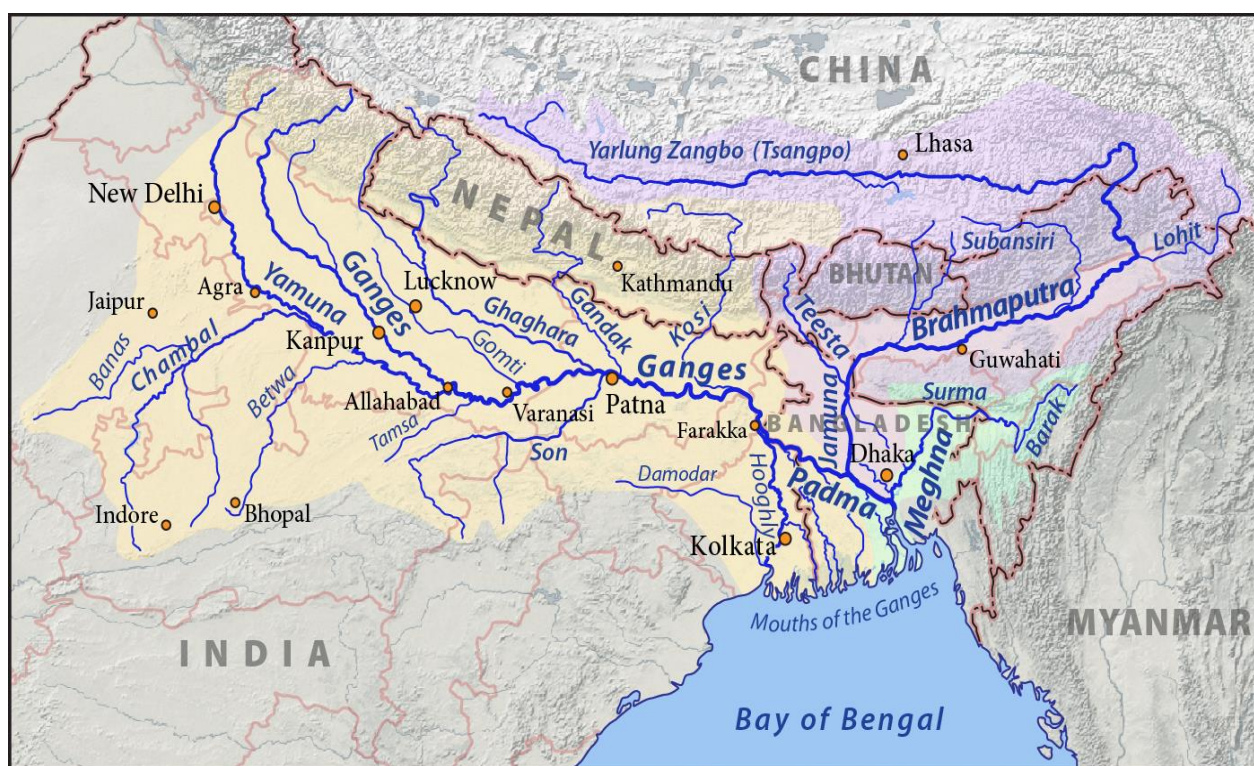 CHINA
Lhasa
Yarlung Zangbo (Tsangpo)
New Delhi
NEPAL
Subansiri
Lohit
BHUTAN
Kathmandu
Ganges
Lucknow
Yamuna
Agra
Jaipur
Ghaghara
Gandak
Kosi
Teesta
Brahmaputra
Kanpur
Gomti
Ganges
Guwahati
Banas
Chambal
Betwa
Allahabad
Varanasi
Patna
Surma
Tamsa
Farakka
BANGLADESH
Jamuna
Barak
Son
Dhaka
Meghna
Damodar
Hooghly
Padma
Indore
Bhopal
Kolkata
Mouths of the Ganges
INDIA
MYANMAR
Bay of Bengal